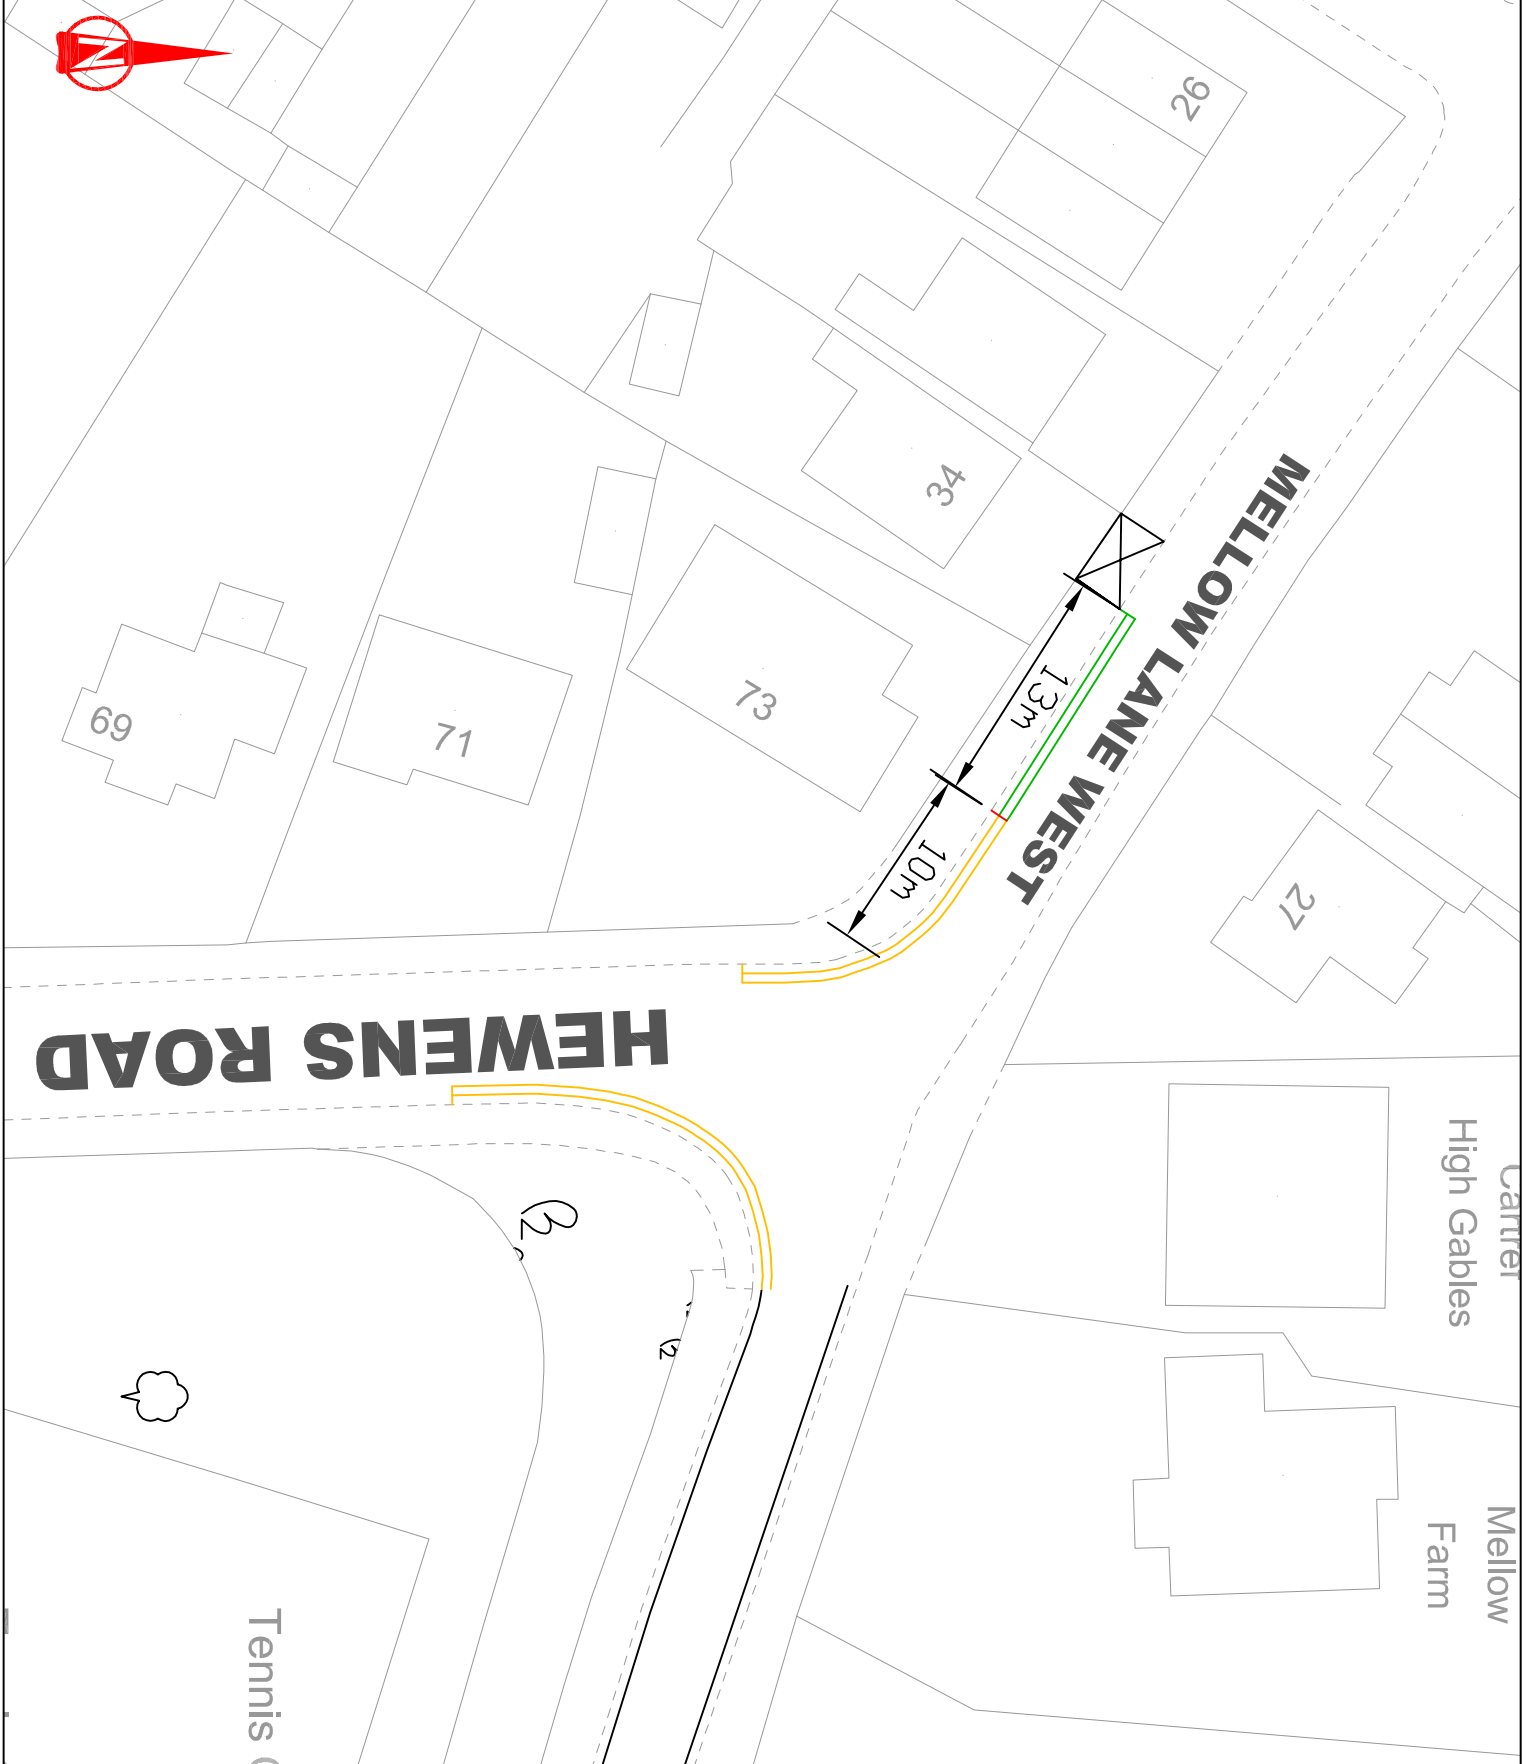 N
26
34
MELLOW LANE WEST
13m
10m
73
71
69
27
HEWENS ROAD
High Gables
Mellow
Farm
Tennis